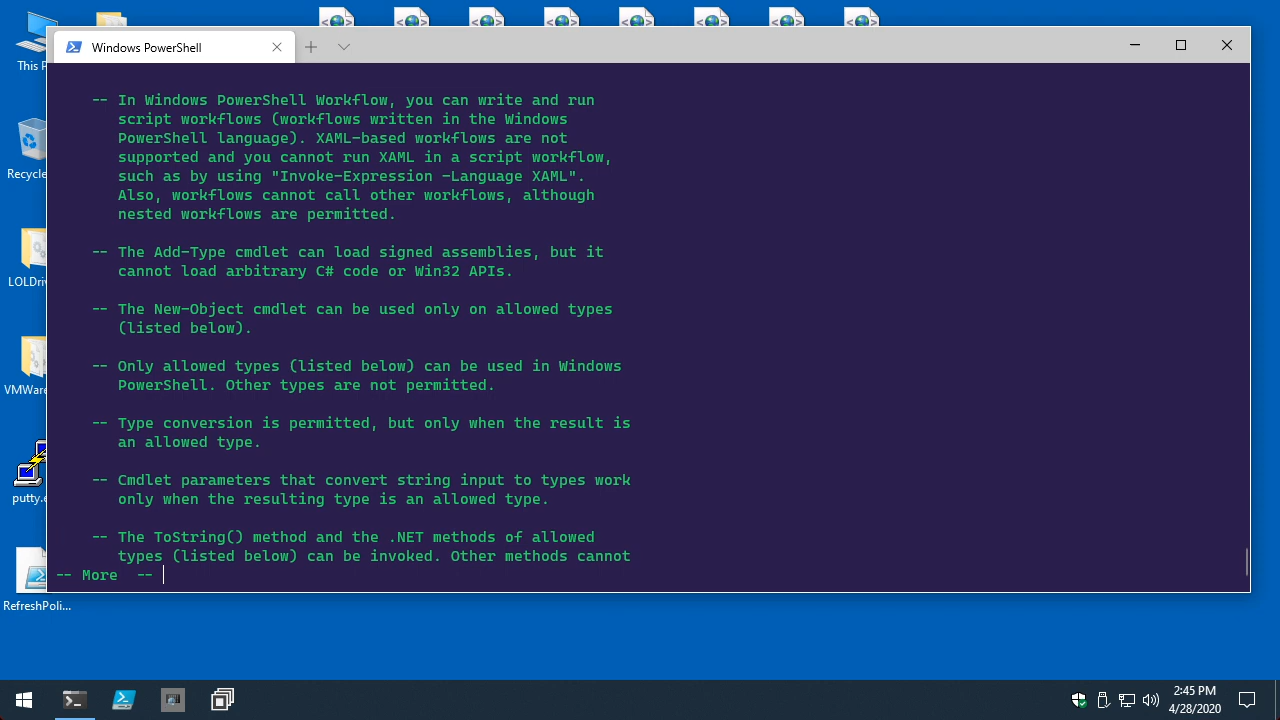 Windows PowerShell
-- In Windows PowerShell Workflow, you can write and run
script workflows (workflows written in the Windows
PowerShell language). XAML-based workflows are not
supported and you cannot run XAML in a script workflow,
such as by using "Invoke-Expression -Language XAML".
Also, workflows cannot call other workflows, although
nested workflows are permitted.
-- The Add-Type cmdlet can load signed assemblies, but it
cannot load arbitrary C# code or Win32 APIs.
-- The New-Object cmdlet can be used only on allowed types
(listed below).
-- Only allowed types (listed below) can be used in Windows
PowerShell. Other types are not permitted.
-- Type conversion is permitted, but only when the result is
an allowed type.
-- Cmdlet parameters that convert string input to types work
only when the resulting type is an allowed type.
-- The ToString() method and the .NET methods of allowed
types (listed below) can be invoked. Other methods cannot
-- More --
This P
Recycle
LOLDriv
VMWare
putty.e
RefreshPoli...
2:45 PM
4/28/2020